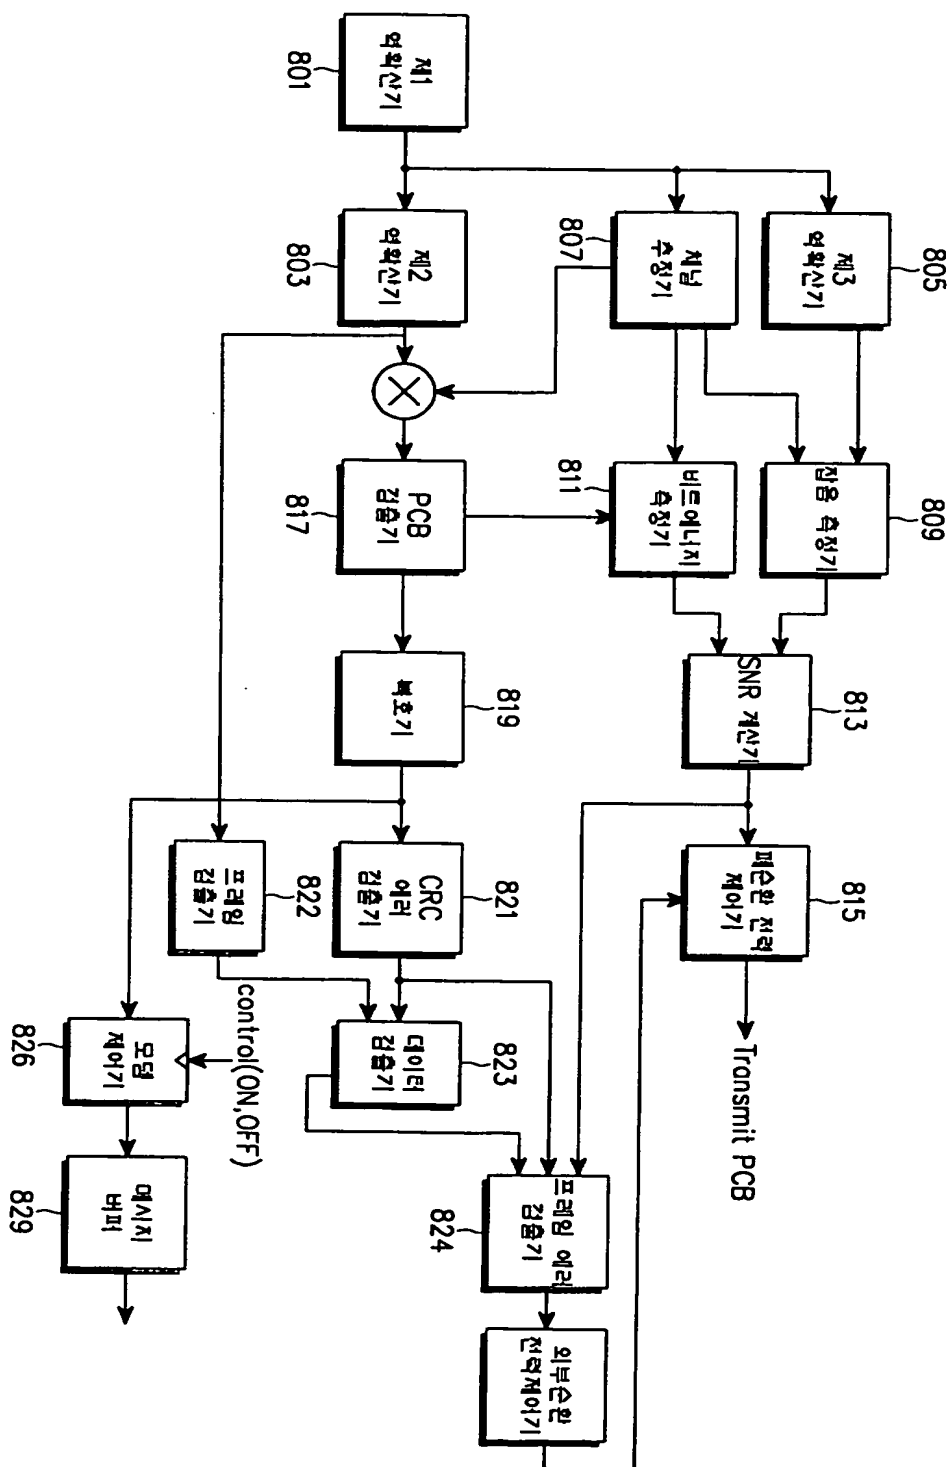 제1
역확산기
801
제2
역확산기
803
채널
추정기
807
제3
역확산기
805
PCB
검출기
817
비트에너지
측정기
811
잡음 측정기
809
복호기
819
SNR 계산기
813
프레임
검출기
822
CRC
에러
검출기
821
폐순환 전력
제어기
815
Transmit PCB
모뎀
제어기
826
control(ON,OFF)
데이터
검출기
823
메시지
버퍼
829
프레임 에러
검출기
824
외부순환
전력제어기